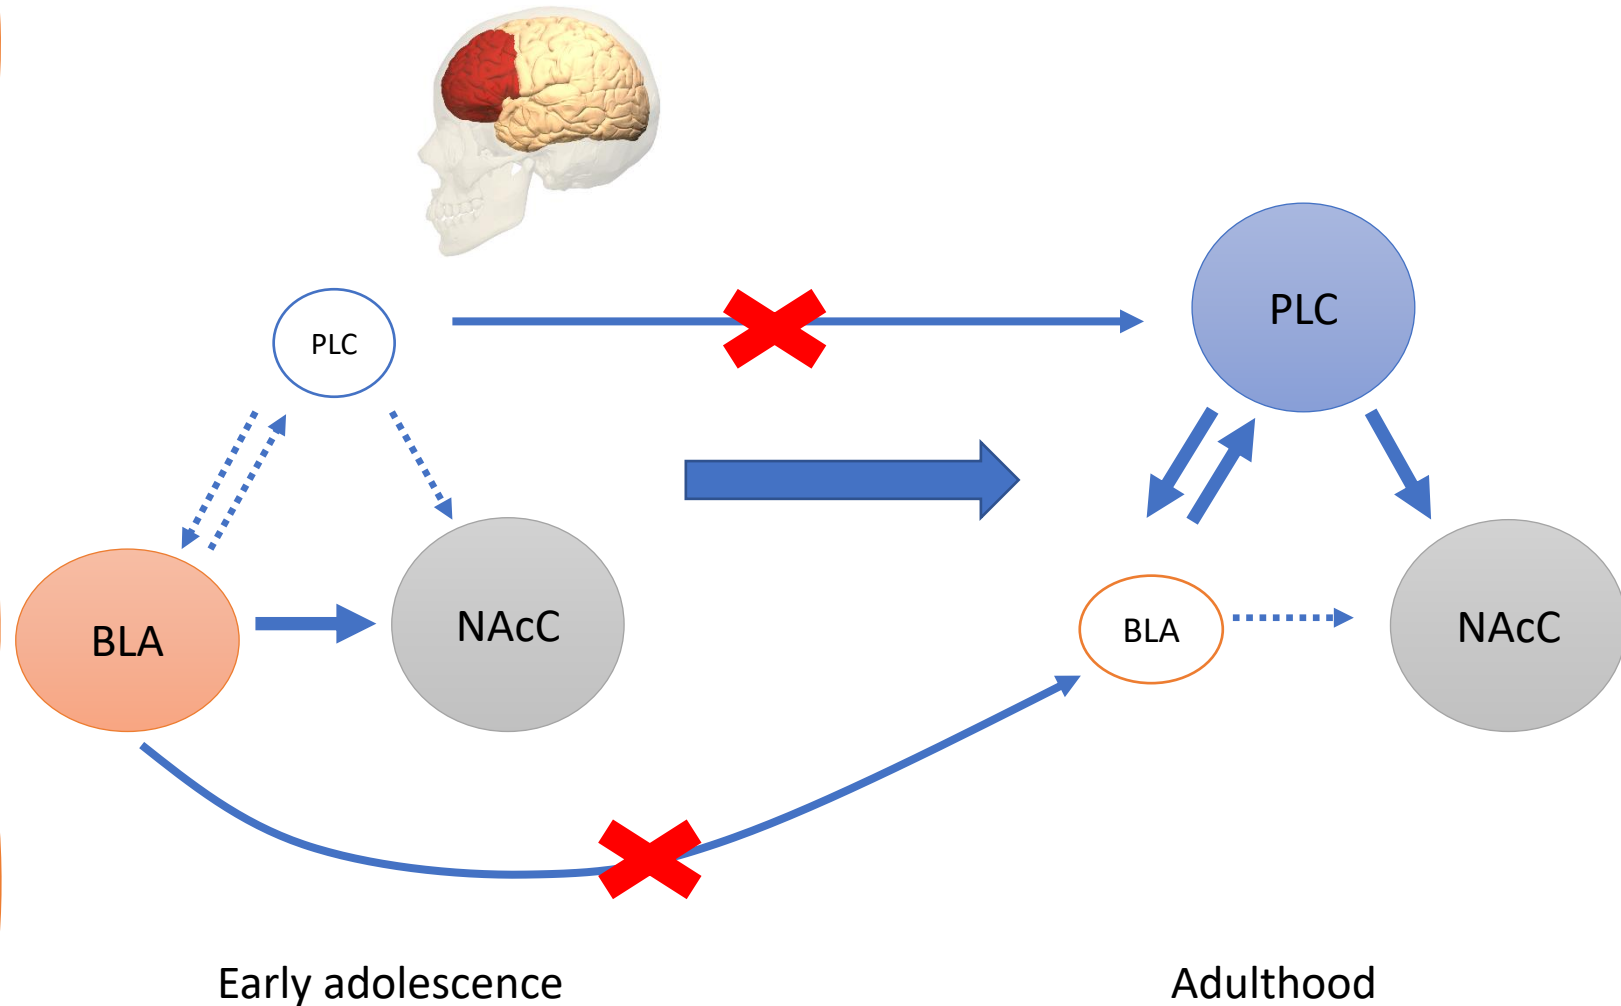 PLC
BLA
NAcC
PLC
BLA
NAcC
Early adolescence
Adulthood